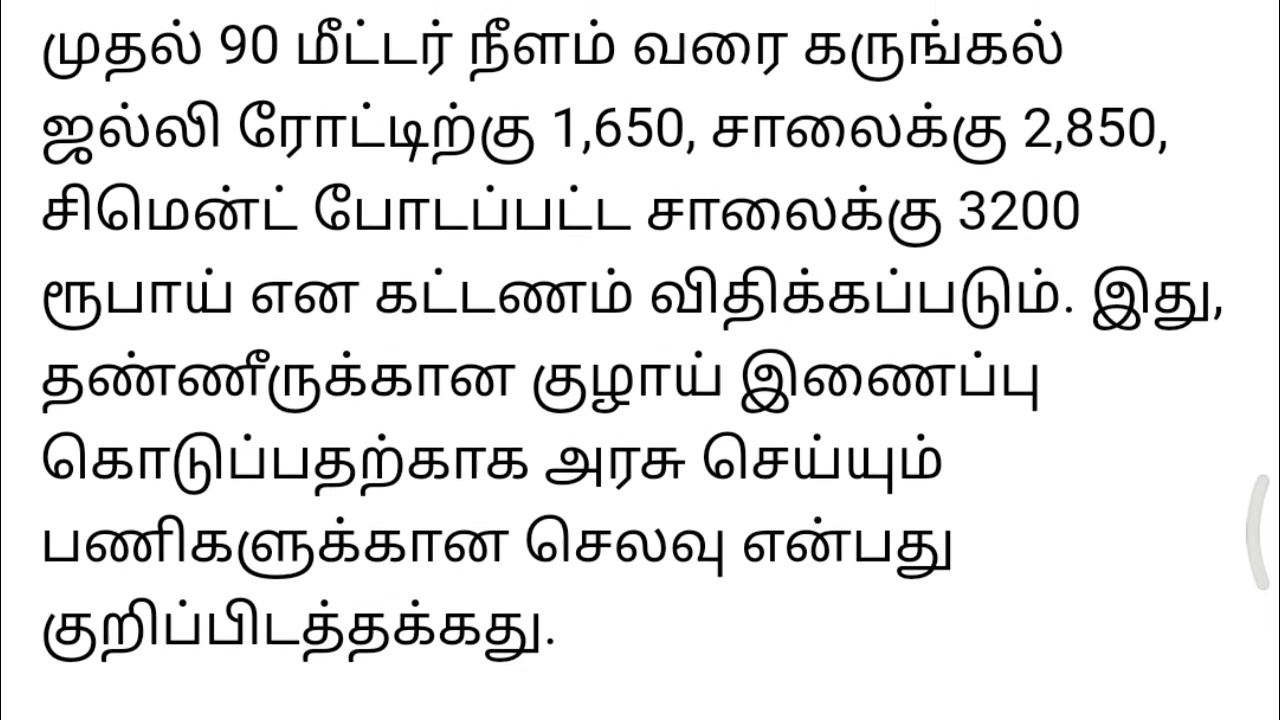 முதல் 90 மீட்டர் நீளம் வரை கருங்கல்
ஜல்லி ரோட்டிற்கு 1,650, சாலைக்கு 2,850,
சிமெண்ட் போடப்பட்ட சாலைக்கு 3200
ரூபாய் என கட்டணம் விதிக்கப்படும். இது,
தண்ணீருக்கான குழாய் இணைப்பு
கொடுப்பதற்காக அரசு செய்யும்
பணிகளுக்கான செலவு என்பது
குறிப்பிடத்தக்கது.